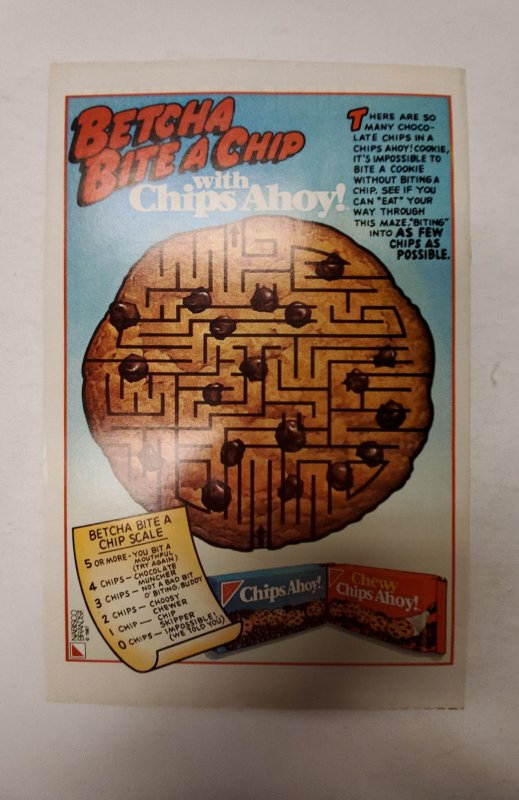 BETCHA
BITE A CHIP
with
Chips Ahoy!
THERE ARE SO
MANY CHOCO-
LATE CHIPS IN A
CHIPS AHOY! COOKIE,
IT'S IMPOSSIBLE TO
BITE A COOKIE
WITHOUT BITING A
CHIP. SEE IF YOU
CAN "EAT" YOUR
WAY THROUGH
THIS MAZE, "BITING"
INTO AS FEW
CHIPS AS
POSSIBLE.
BETCHA BITE A
CHIP SCALE
5 OR MORE - YOU BIT A
MOUTHFUL
(TRY AGAIN)
4 CHIPS - CHOCOLATE
MUNCHER
3 CHIPS - NOT A BAD BIT
O' BITING, BUDDY
2 CHIPS - CHOOSY
CHEWER
1 CHIP - CHIP
SKIPPER
0 CHIPS - IMPOSSIBLE!
(WE TOLD YOU)
Chips Ahoy!
Chewy
Chips Ahoy!
NABISCO
BRANDS
© 1987